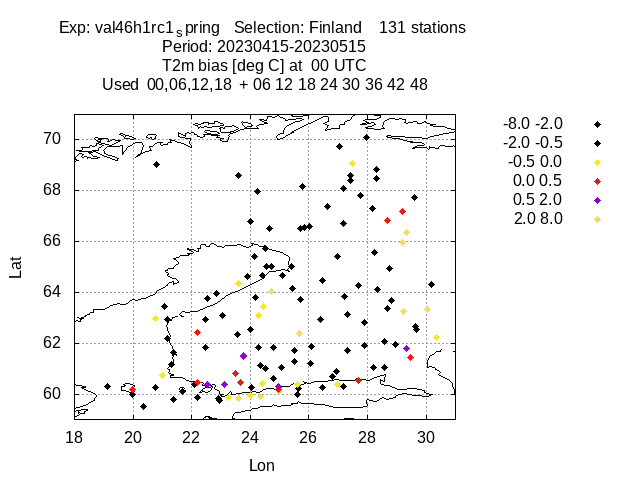 Exp: val46h1rc1spring   Selection: Finland    131 stations
Period: 20230415-20230515
T2m bias [deg C] at  00 UTC
Used  00,06,12,18  + 06 12  18 24  30  36 42 48
70
68
66
64
62
60
18 20 22 24 26 28 30
Lat
Lon
-8.0 -2.0
-2.0 -0.5
-0.5 0.0
0.0 0.5
0.5 2.0
2.0 8.0